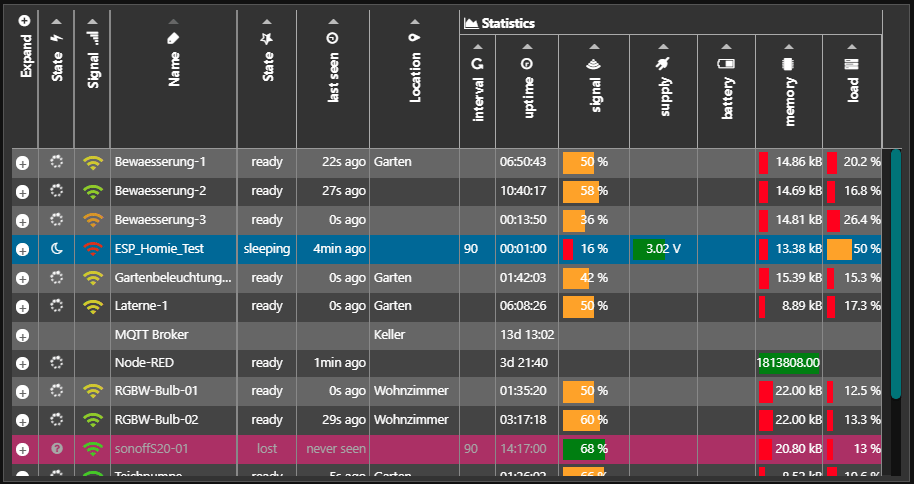 Statistics
Expand State Signal Name State last seen Location interval uptime signal supply battery memory load
Bewaesserung-1 ready 22s ago Garten 06:50:43 50 % 14.86 kB 20.2 %
Bewaesserung-2 ready 27s ago 10:40:17 58 % 14.69 kB 16.8 %
Bewaesserung-3 ready 0s ago 00:13:50 36 % 14.81 kB 26.4 %
ESP_Homie_Test sleeping 4min ago 90 00:01:00 16 % 3.02 V 13.38 kB 50 %
Gartenbeleuchtung... ready 0s ago Garten 01:42:03 42 % 15.39 kB 15.3 %
Laterne-1 ready 0s ago Garten 06:08:26 50 % 8.89 kB 17.3 %
MQTT Broker Keller 13d 13:02
Node-RED ready 1min ago 3d 21:40 1813808.00
RGBW-Bulb-01 ready 0s ago Wohnzimmer 01:35:20 50 % 22.00 kB 12.5 %
RGBW-Bulb-02 ready 29s ago Wohnzimmer 03:17:18 60 % 22.00 kB 13.3 %
sonoffS20-01 lost never seen 90 14:17:00 68 % 20.80 kB 13 %
Teichpumpe ready 5s ago Garten 01:26:02 66 %